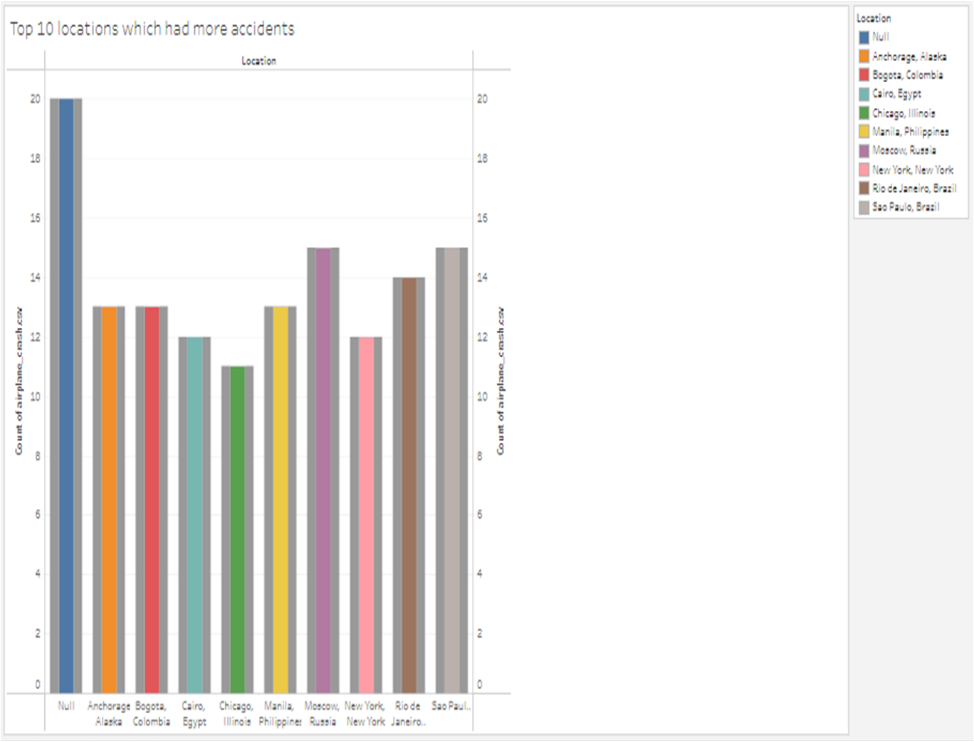 Top 10 locations which had more accidents
Location
20
18
16
14
12
10
8
6
4
2
0
Count of airplane_crash.csv
Null
Anchorage
Alaska
Bogota,
Colombia
Cairo,
Egypt
Chicago,
Illinois
Manila,
Philippines
Moscow,
Russia
New York,
New York
Rio de
Janeiro..
Sao Paul..
20
18
16
14
12
10
8
6
4
2
0
Count of airplane_crash.csv
Location
Null
Anchorage, Alaska
Bogota, Colombia
Cairo, Egypt
Chicago, Illinois
Manila, Philippines
Moscow, Russia
New York, New York
Rio de Janeiro, Brazil
Sao Paulo, Brazil